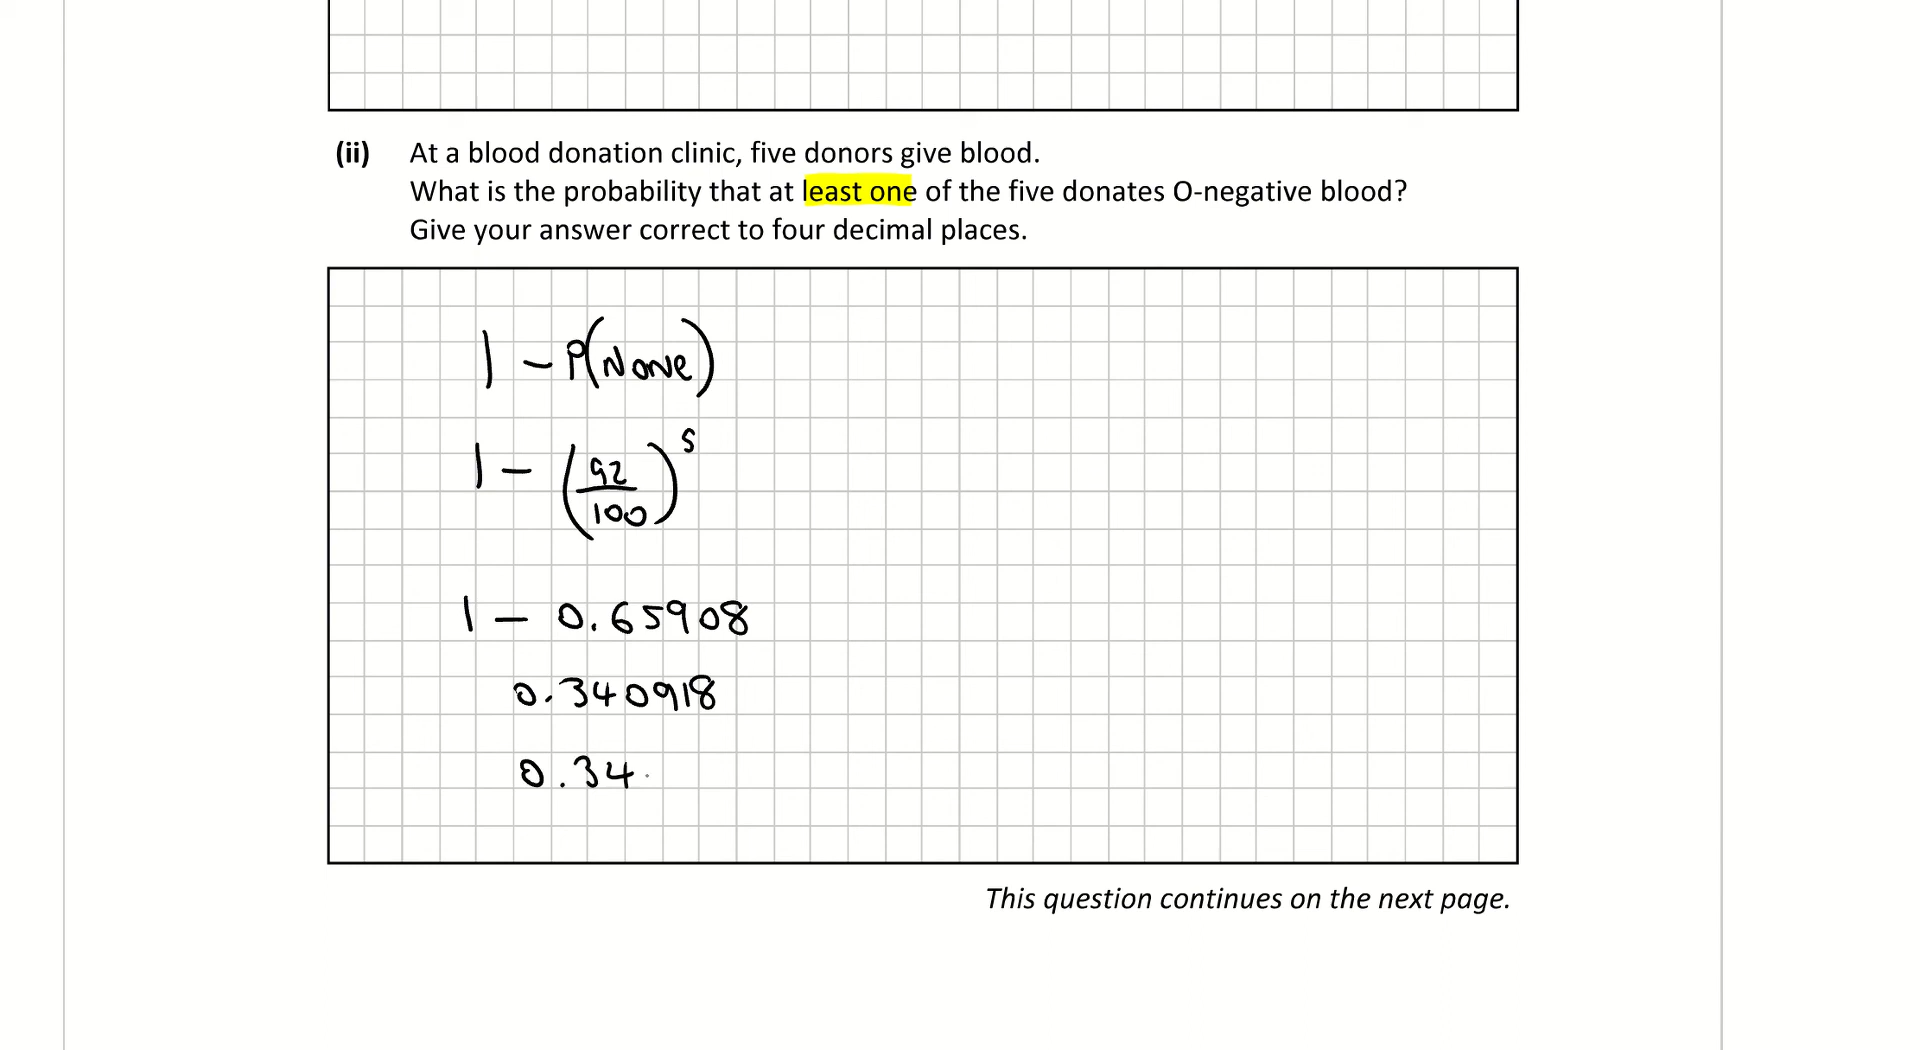 (ii) At a blood donation clinic, five donors give blood.
What is the probability that at least one of the five donates O-negative blood?
Give your answer correct to four decimal places.
1 - P(None)
1 - (92/100)^5
1 - 0.65908
0.340918
0.34
This question continues on the next page.